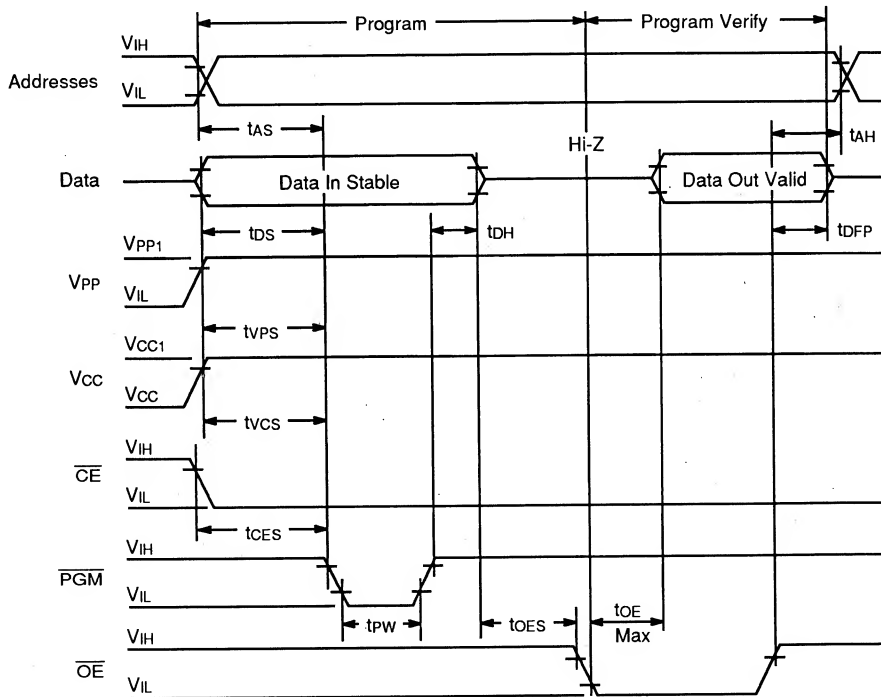 Program
Program Verify
VIH
Addresses
VIL
tAS
tAH
Hi-Z
Data
Data In Stable
Data Out Valid
tDS
tDH
tDFP
VPP1
VPP
VIL
tVPS
VCC1
VCC
VCC
tVCS
VIH
CE
VIL
tCES
VIH
PGM
VIL
tPW
tOES
tOE
Max
VIH
OE
VIL